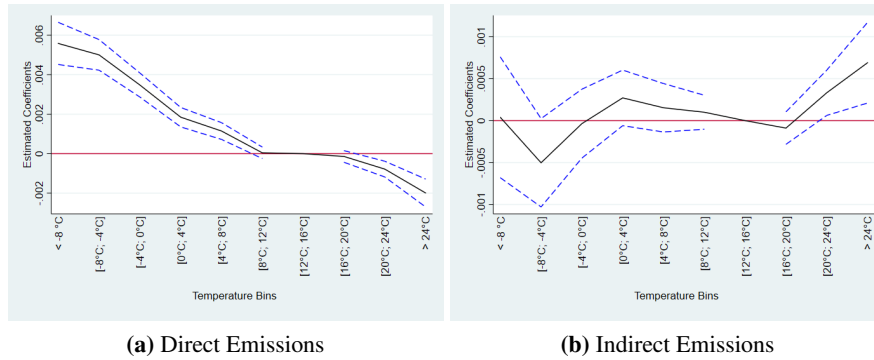 Estimated Coefficients
.006
.004
.002
0
-.002
< -8 °C
[-8°C; -4°C]
[-4°C; 0°C]
[0°C; 4°C]
[4°C; 8°C]
[8°C; 12°C]
[12°C; 16°C]
[16°C; 20°C]
[20°C; 24°C]
> 24°C
Temperature Bins
(a) Direct Emissions
Estimated Coefficients
.001
.0005
0
-.0005
-.001
< -8 °C
[-8°C; -4°C]
[-4°C; 0°C]
[0°C; 4°C]
[4°C; 8°C]
[8°C; 12°C]
[12°C; 16°C]
[16°C; 20°C]
[20°C; 24°C]
> 24°C
Temperature Bins
(b) Indirect Emissions